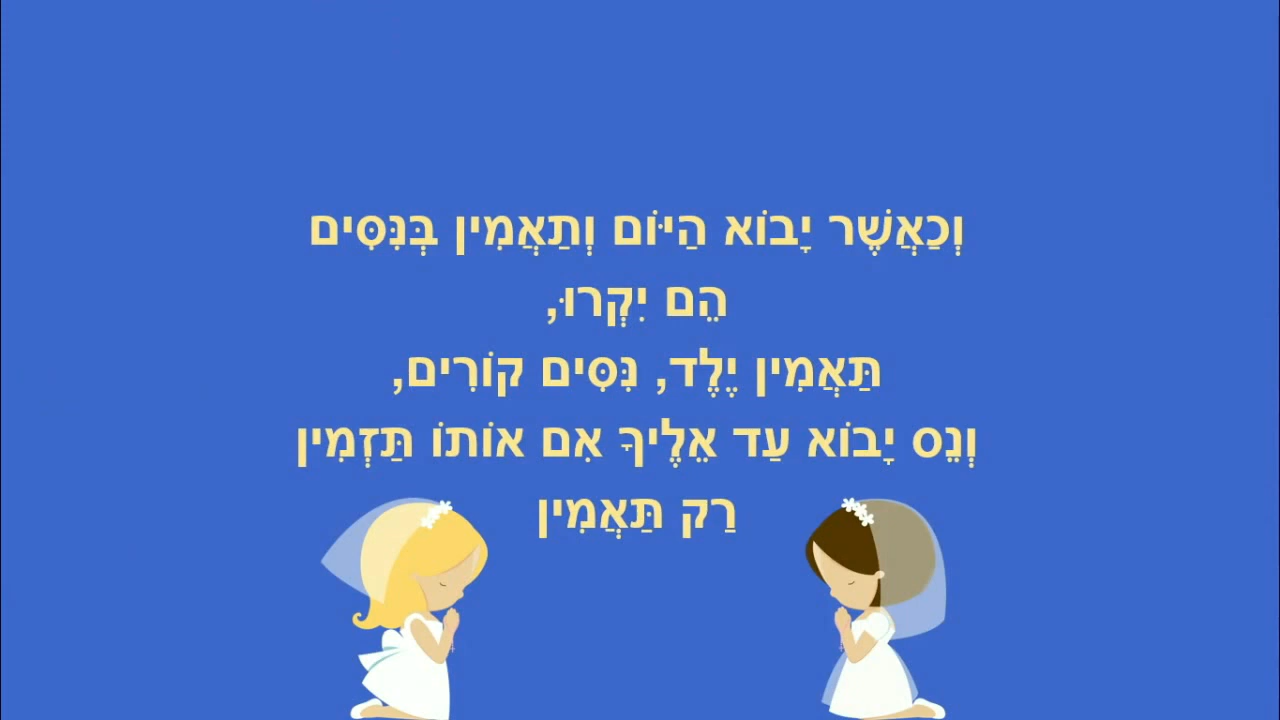 וְכַאֲשֶׁר יָבוֹא הַיּוֹם וְתַאֲמִין בְּנִּסִּים
הֵם יִקְרוּ,
תַּאֲמִין יֶלֶד, נִּסִּים קוֹרִים,
וְנֵס יָבוֹא עַד אֵלֶיךָ אִם אוֹתוֹ תַּזְמִין
רַק תַּאֲמִין